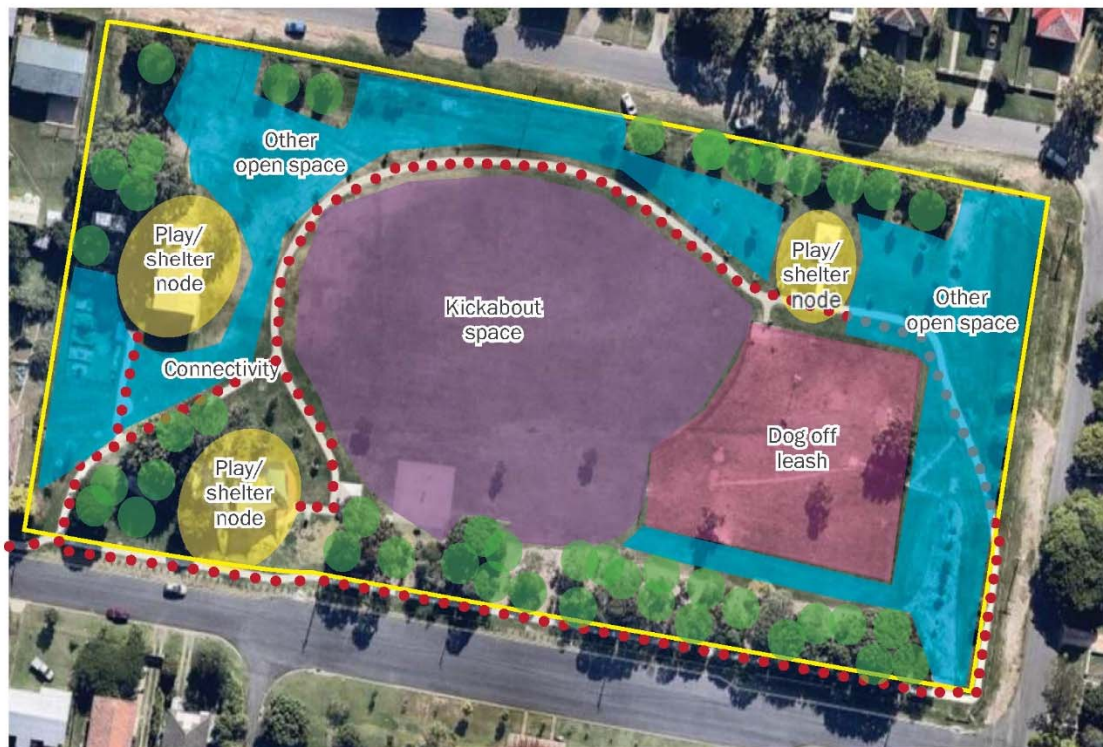 Other
open space
Play/
shelter
node
Kickabout
space
Play/
shelter
node
Other
open space
Connectivity
Dog off
leash
Play/
shelter
node